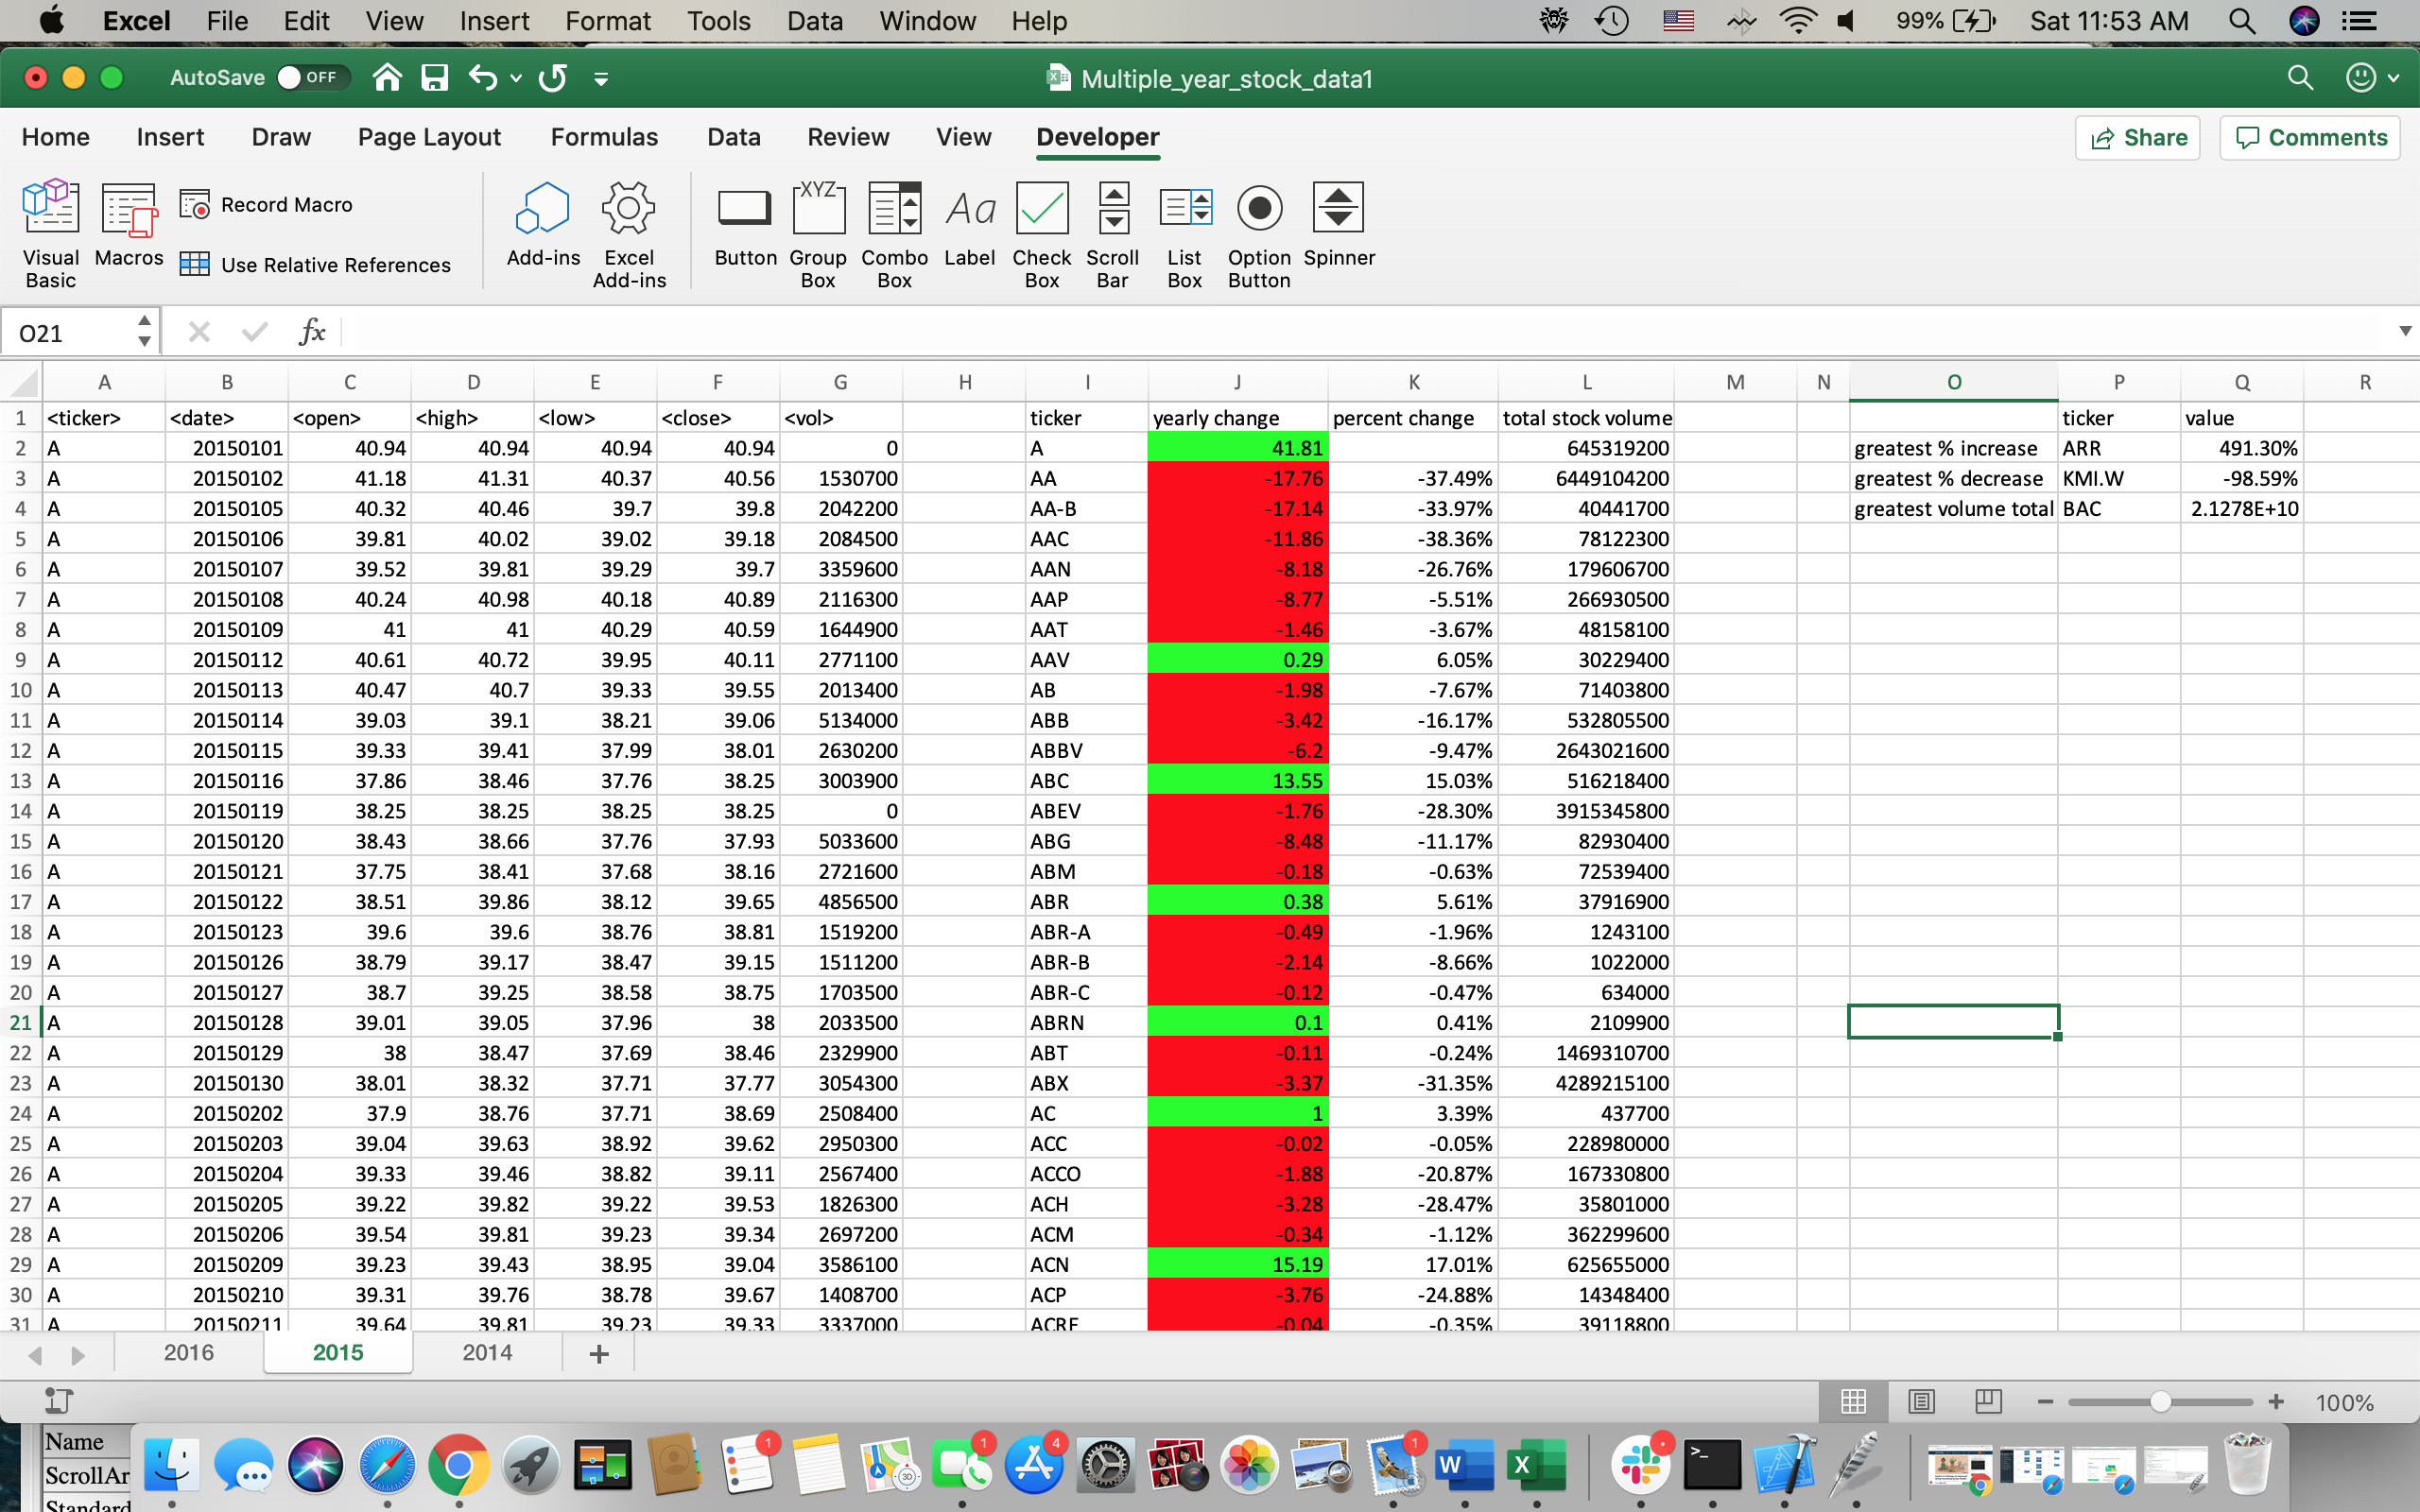 Excel File Edit View Insert Format Tools Data Window Help 99% Sat 11:53 AM
AutoSave OFF Multiple_year_stock_data1
Home Insert Draw Page Layout Formulas Data Review View Developer Share Comments
Visual Basic Macros Record Macro Use Relative References Add-ins Excel Add-ins Button XYZ Group Box Combo Box Aa Label Check Box Scroll Bar List Box Option Button Spinner
O21 fx
A B C D E F G H I J K L M N O P Q R
1 <ticker> <date> <open> <high> <low> <close> <vol> ticker yearly change percent change total stock volume ticker value
2 A 20150101 40.94 40.94 40.94 40.94 0 A 41.81 645319200 greatest % increase ARR 491.30%
3 A 20150102 41.18 41.31 40.37 40.56 1530700 AA -17.76 -37.49% 6449104200 greatest % decrease KMI.W -98.59%
4 A 20150105 40.32 40.46 39.7 39.8 2042200 AA-B -17.14 -33.97% 40441700 greatest volume total BAC 2.1278E+10
5 A 20150106 39.81 40.02 39.02 39.18 2084500 AAC -11.86 -38.36% 78122300
6 A 20150107 39.52 39.81 39.29 39.7 3359600 AAN -8.18 -26.76% 179606700
7 A 20150108 40.24 40.98 40.18 40.89 2116300 AAP -8.77 -5.51% 266930500
8 A 20150109 41 41 40.29 40.59 1644900 AAT -1.46 -3.67% 48158100
9 A 20150112 40.61 40.72 39.95 40.11 2771100 AAV 0.29 6.05% 30229400
10 A 20150113 40.47 40.7 39.33 39.55 2013400 AB -1.98 -7.67% 71403800
11 A 20150114 39.03 39.1 38.21 39.06 5134000 ABB -3.42 -16.17% 532805500
12 A 20150115 39.33 39.41 37.99 38.01 2630200 ABBV -6.2 -9.47% 2643021600
13 A 20150116 37.86 38.46 37.76 38.25 3003900 ABC 13.55 15.03% 516218400
14 A 20150119 38.25 38.25 38.25 38.25 0 ABEV -1.76 -28.30% 3915345800
15 A 20150120 38.43 38.66 37.76 37.93 5033600 ABG -8.48 -11.17% 82930400
16 A 20150121 37.75 38.41 37.68 38.16 2721600 ABM -0.18 -0.63% 72539400
17 A 20150122 38.51 39.86 38.12 39.65 4856500 ABR 0.38 5.61% 37916900
18 A 20150123 39.6 39.6 38.76 38.81 1519200 ABR-A -0.49 -1.96% 1243100
19 A 20150126 38.79 39.17 38.47 39.15 1511200 ABR-B -2.14 -8.66% 1022000
20 A 20150127 38.7 39.25 38.58 38.75 1703500 ABR-C -0.12 -0.47% 634000
21 A 20150128 39.01 39.05 37.96 38 2033500 ABRN 0.1 0.41% 2109900
22 A 20150129 38 38.47 37.69 38.46 2329900 ABT -0.11 -0.24% 1469310700
23 A 20150130 38.01 38.32 37.71 37.77 3054300 ABX -3.37 -31.35% 4289215100
24 A 20150202 37.9 38.76 37.71 38.69 2508400 AC 1 3.39% 437700
25 A 20150203 39.04 39.63 38.92 39.62 2950300 ACC -0.02 -0.05% 228980000
26 A 20150204 39.33 39.46 38.82 39.11 2567400 ACCO -1.88 -20.87% 167330800
27 A 20150205 39.22 39.82 39.22 39.53 1826300 ACH -3.28 -28.47% 35801000
28 A 20150206 39.54 39.81 39.23 39.34 2697200 ACM -0.34 -1.12% 362299600
29 A 20150209 39.23 39.43 38.95 39.04 3586100 ACN 15.19 17.01% 625655000
30 A 20150210 39.31 39.76 38.78 39.67 1408700 ACP -3.76 -24.88% 14348400
31 A 20150211 39.64 39.81 39.23 39.33 3337000 ACRE -0.04 -0.35% 39118800
2016 2015 2014 +
100%
Name
ScrollAr
Standard
1 1 4 1
3D
W X
>_